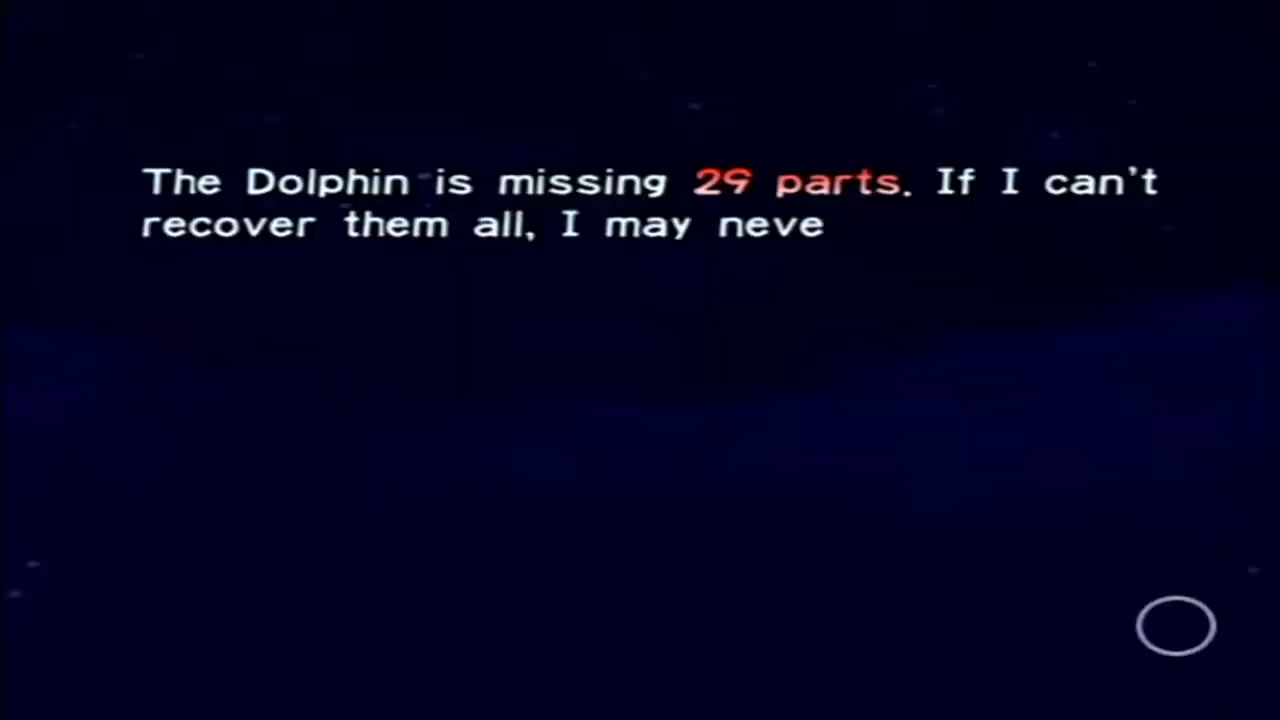 The Dolphin is missing 29 parts. If I can't
recover them all, I may neve